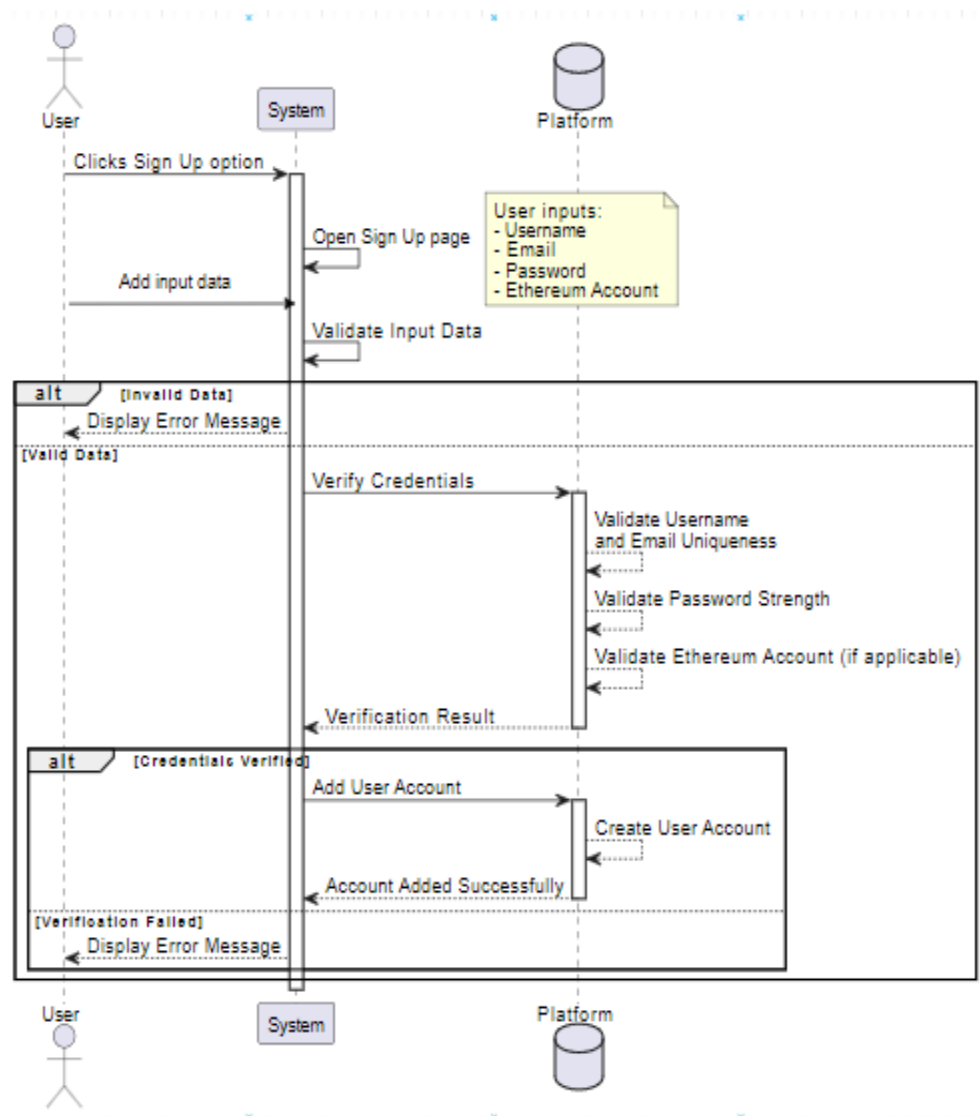 User
System
Platform
Clicks Sign Up option
User inputs:
- Username
- Email
- Password
- Ethereum Account
Open Sign Up page
Add input data
Validate Input Data
alt
[Invalid Data]
Display Error Message
[Valid Data]
Verify Credentials
Validate Username
and Email Uniqueness
Validate Password Strength
Validate Ethereum Account (if applicable)
Verification Result
alt
[Credentials Verified]
Add User Account
Create User Account
Account Added Successfully
[Verification Failed]
Display Error Message
User
System
Platform